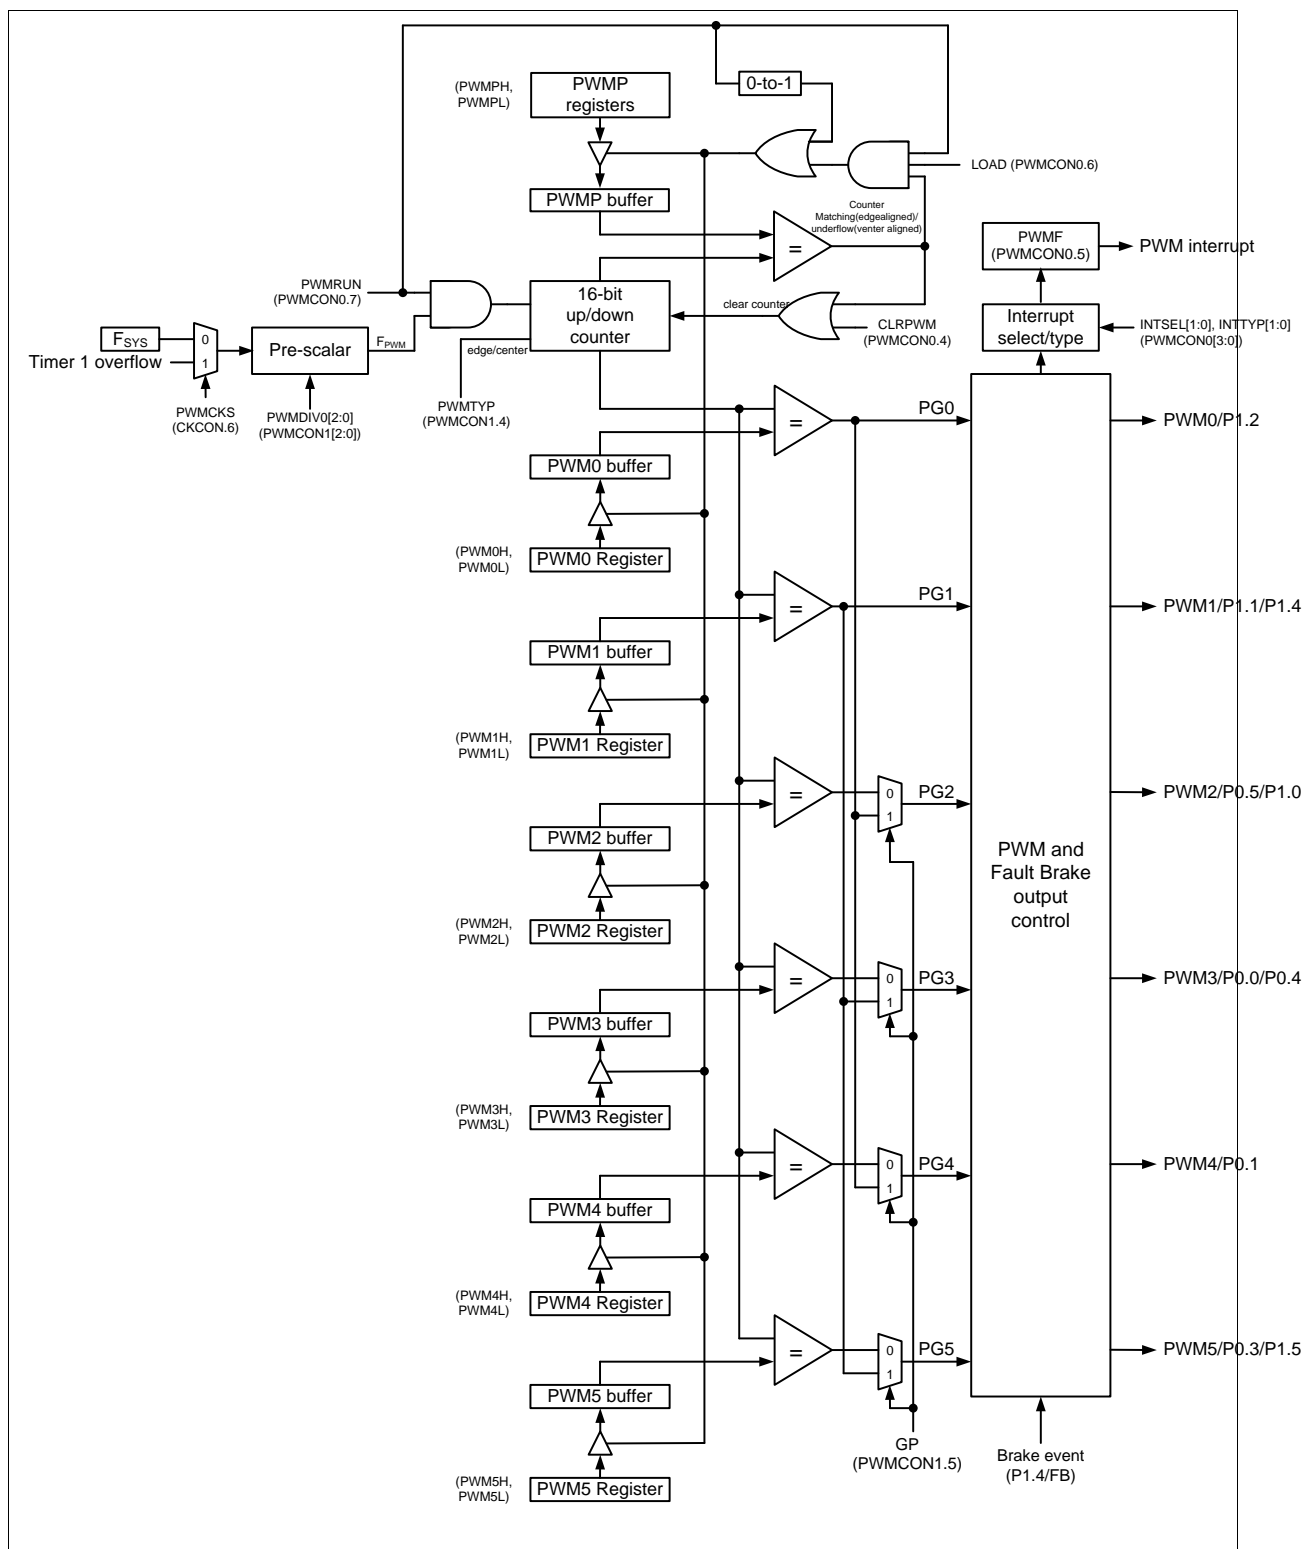 0-to-1
(PWMPH,
PWMPL)
PWMP
registers
LOAD (PWMCON0.6)
PWMP buffer
Counter
Matching(edgealigned)/
underflow(venter aligned)
=
PWMF
(PWMCON0.5)
PWM interrupt
PWMRUN
(PWMCON0.7)
16-bit
up/down
counter
clear counter
CLRPWM
(PWMCON0.4)
Interrupt
select/type
INTSEL[1:0], INTTYP[1:0]
(PWMCON0[3:0])
FSYS
Timer 1 overflow
0
1
Pre-scalar
FPWM
edge/center
PWMCKS
(CKCON.6)
PWMDIV0[2:0]
(PWMCON1[2:0])
PWMTYP
(PWMCON1.4)
=
PG0
PWM0/P1.2
PWM0 buffer
(PWM0H,
PWM0L)
PWM0 Register
=
PG1
PWM1/P1.1/P1.4
PWM1 buffer
(PWM1H,
PWM1L)
PWM1 Register
=
0
1
PG2
PWM2/P0.5/P1.0
PWM2 buffer
PWM and
Fault Brake
output
control
(PWM2H,
PWM2L)
PWM2 Register
=
0
1
PG3
PWM3/P0.0/P0.4
PWM3 buffer
(PWM3H,
PWM3L)
PWM3 Register
=
0
1
PG4
PWM4/P0.1
PWM4 buffer
(PWM4H,
PWM4L)
PWM4 Register
=
0
1
PG5
PWM5/P0.3/P1.5
PWM5 buffer
GP
(PWMCON1.5)
Brake event
(P1.4/FB)
(PWM5H,
PWM5L)
PWM5 Register